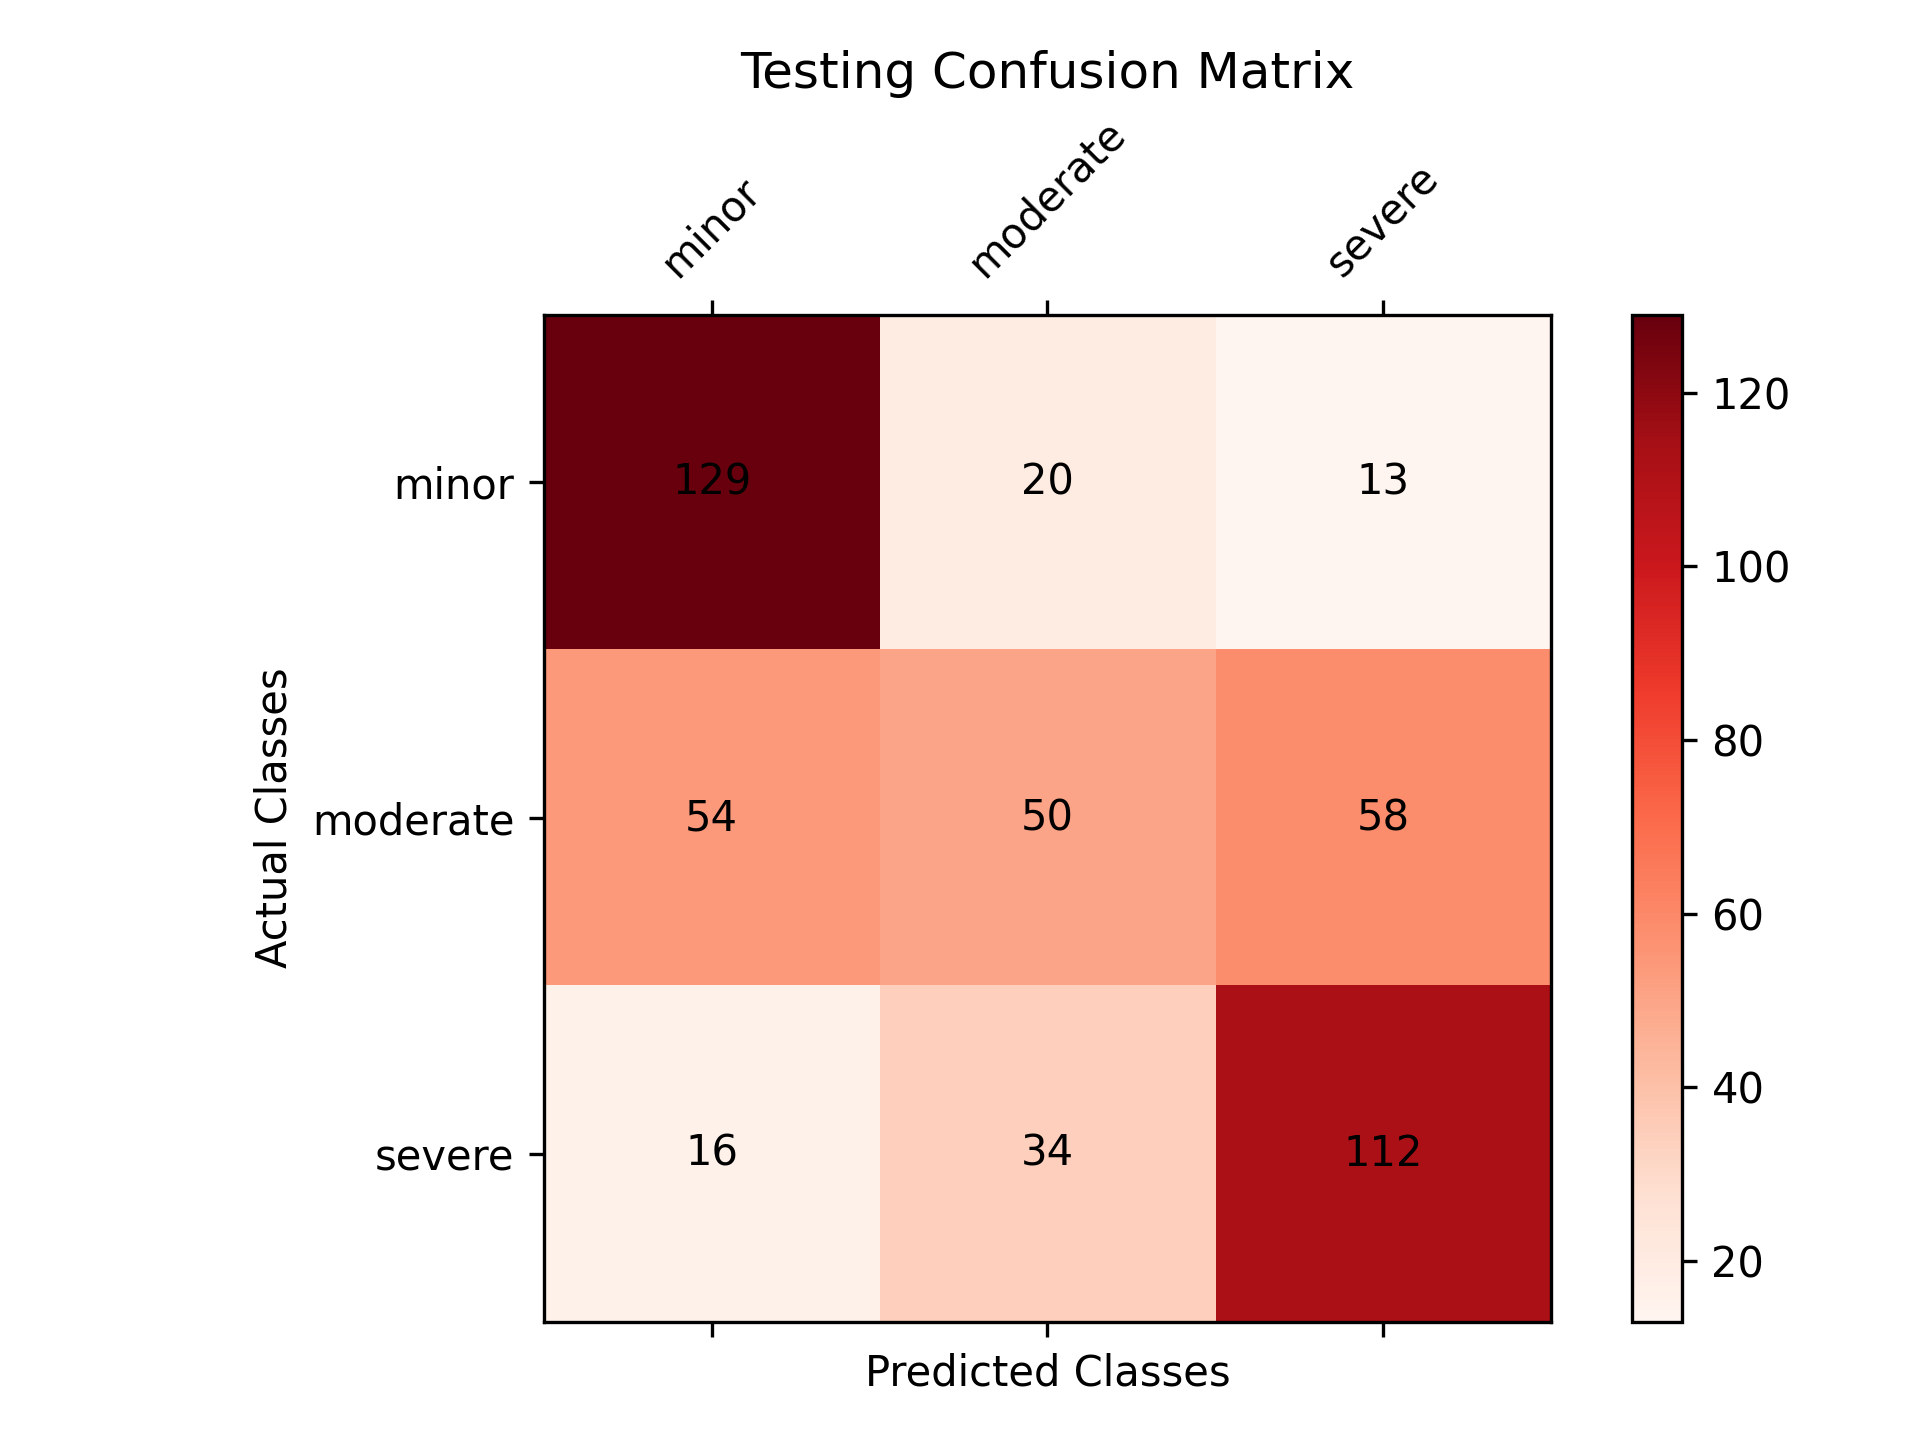 Testing Confusion Matrix
minor moderate severe
minor 129 20 13
moderate 54 50 58
severe 16 34 112
Actual Classes
Predicted Classes
120
100
80
60
40
20